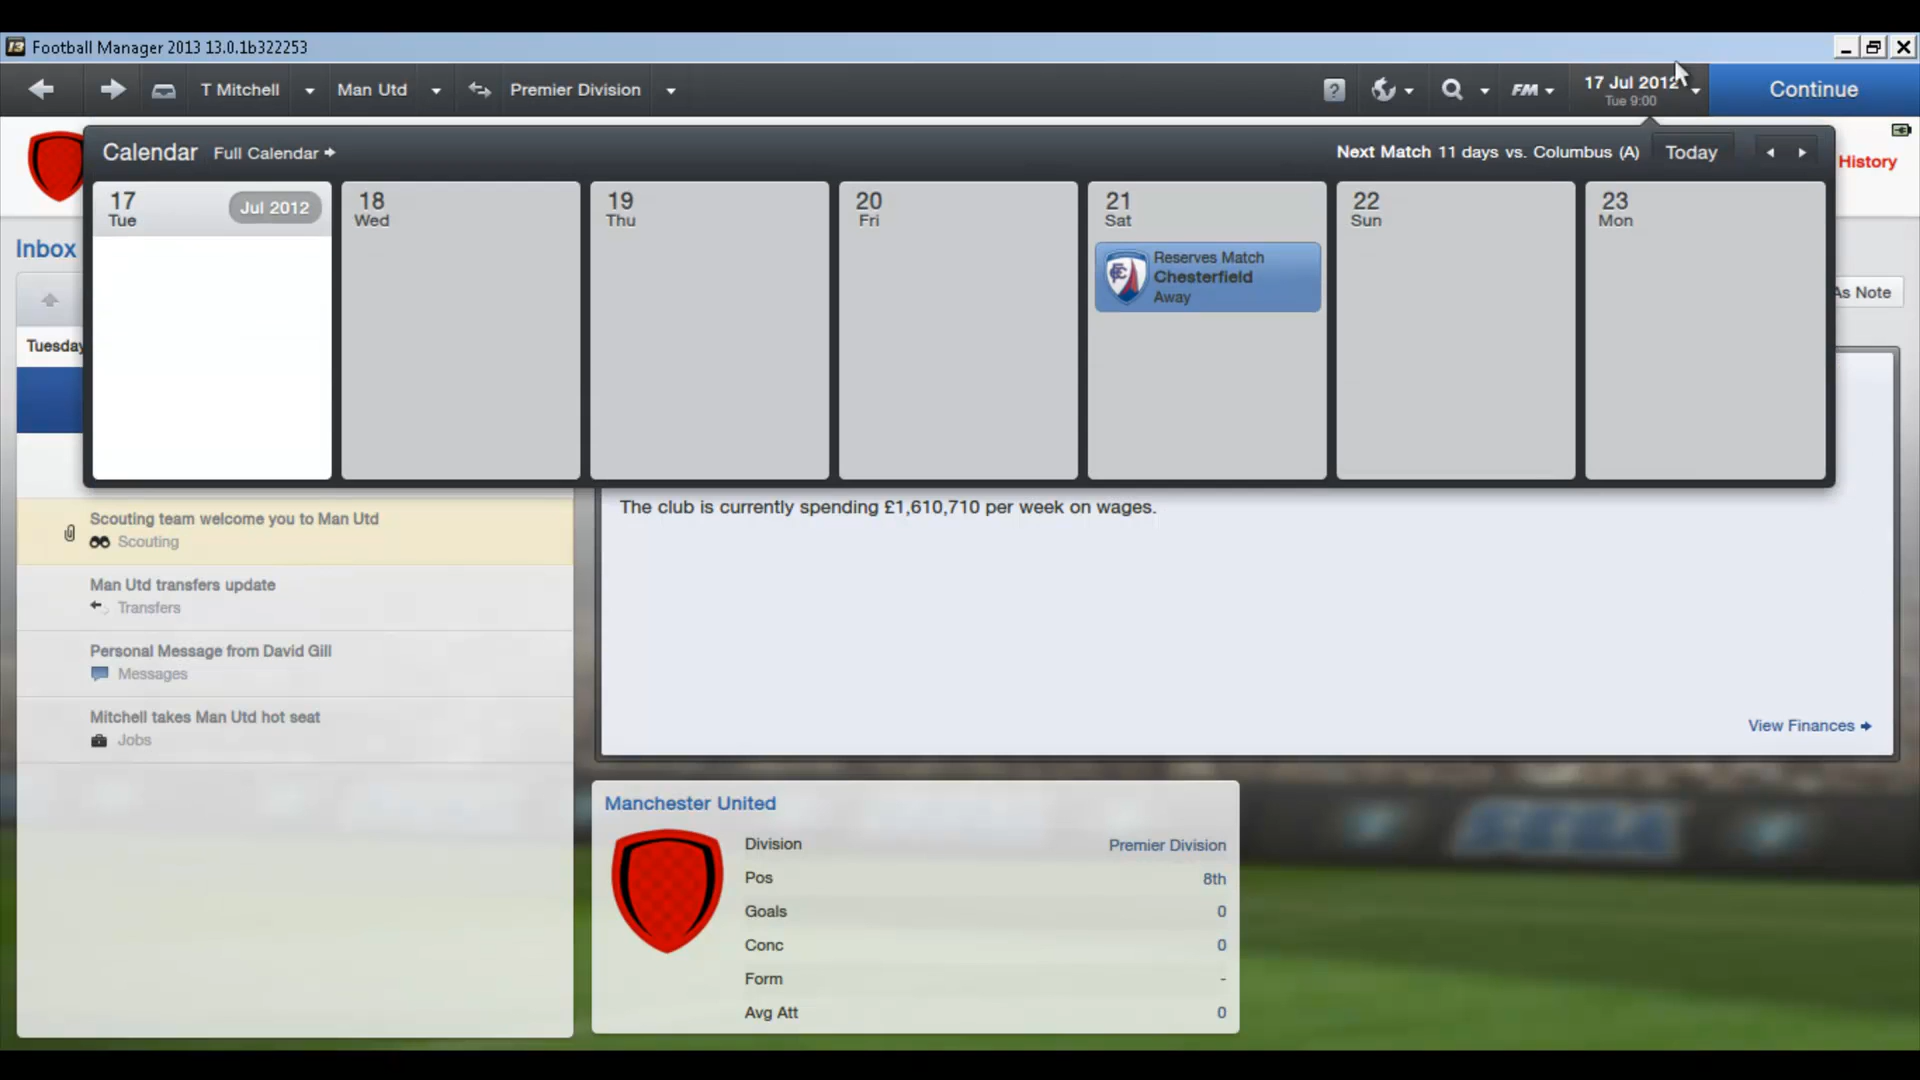 Football Manager 2013 13.0.1b322253
T Mitchell
Man Utd
Premier Division
?
FM
17 Jul 2012
Tue 9:00
Continue
Calendar
Full Calendar
Next Match 11 days vs. Columbus (A)
Today
History
17
Tue
Jul 2012
18
Wed
19
Thu
20
Fri
21
Sat
22
Sun
23
Mon
Reserves Match
Chesterfield
Away
Inbox
As Note
Tuesday
The club is currently spending £1,610,710 per week on wages.
Scouting team welcome you to Man Utd
Scouting
Man Utd transfers update
Transfers
Personal Message from David Gill
Messages
Mitchell takes Man Utd hot seat
Jobs
View Finances
Manchester United
Division Premier Division
Pos 8th
Goals 0
Conc 0
Form -
Avg Att 0
SEGA